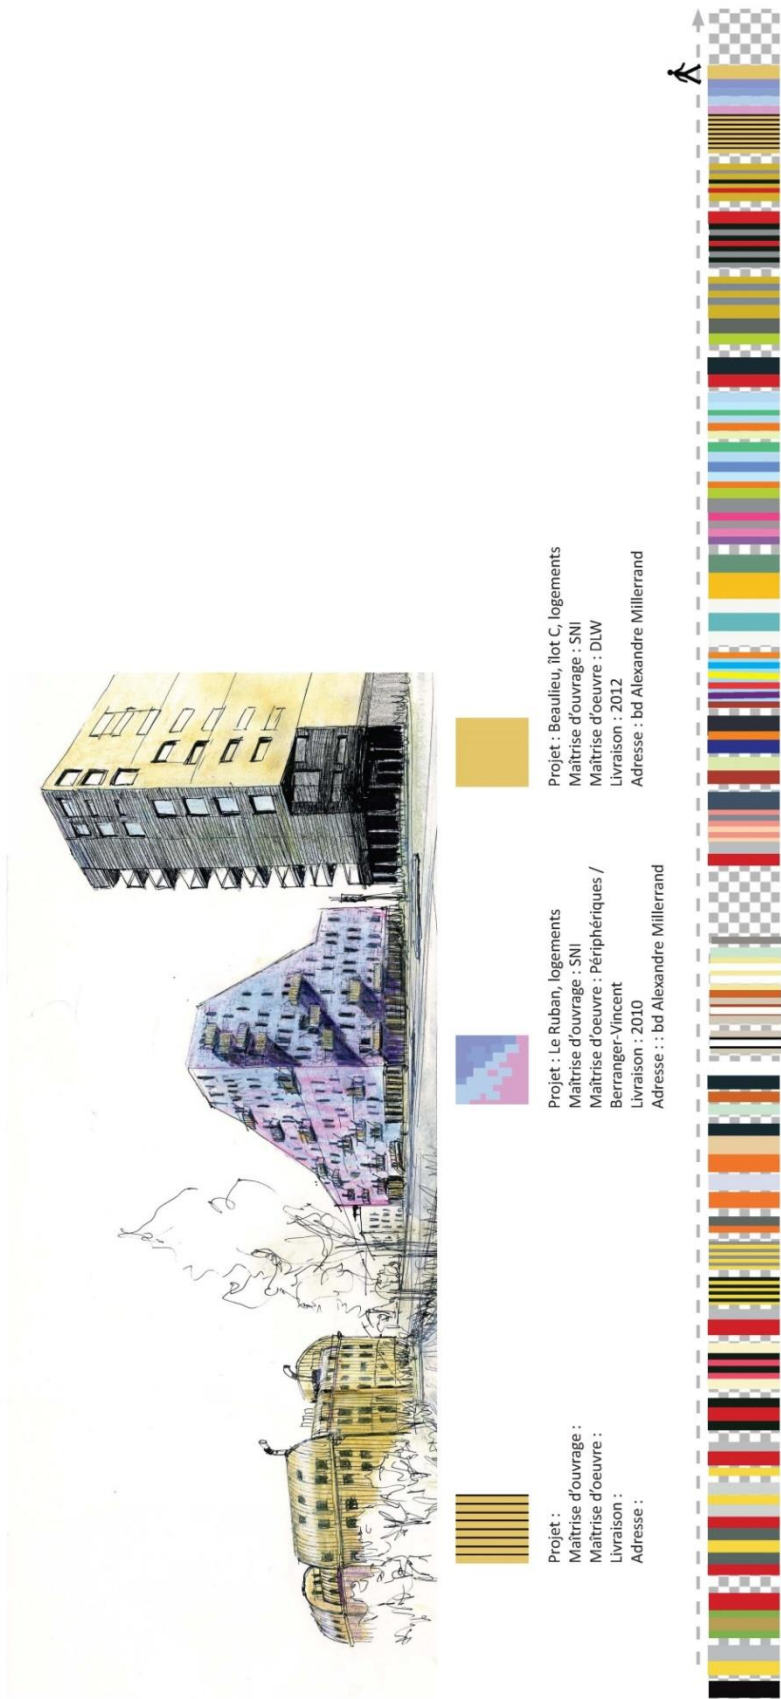 Projet :
Maîtrise d'ouvrage :
Maîtrise d'oeuvre :
Livraison :
Adresse :
Projet : Le Ruban, logements
Maîtrise d'ouvrage : SNI
Maîtrise d'oeuvre : Périphériques /
Berranger-Vincent
Livraison : 2010
Adresse : : bd Alexandre Millerrand
Projet : Beaulieu, îlot C, logements
Maîtrise d'ouvrage : SNI
Maîtrise d'oeuvre : DLW
Livraison : 2012
Adresse : bd Alexandre Millerrand